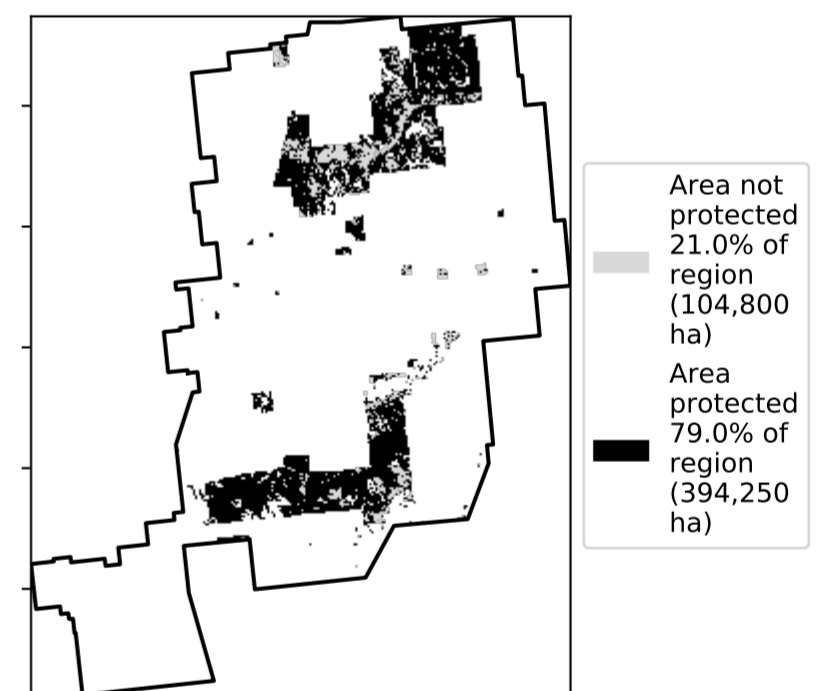 Area not
protected
21.0% of
region
(104,800
ha)
Area
protected
79.0% of
region
(394,250
ha)